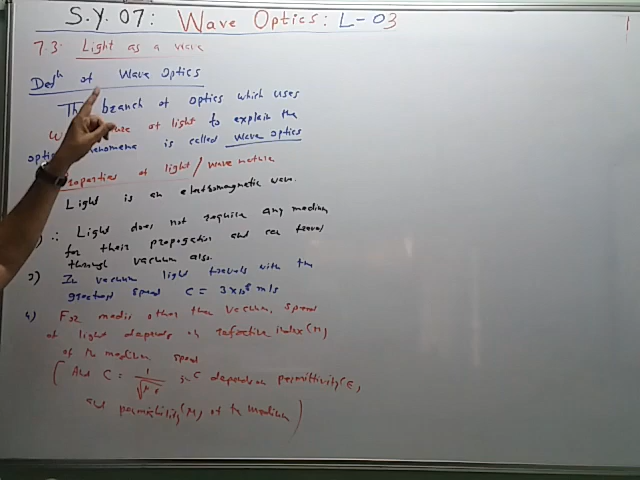 S.Y. 07: Wave Optics: L-03
1
7.3: Light as a wave
Defn of Wave Optics
The branch of optics which uses
of light to explain the
phenomena is called wave optics
Properties of light / wave nature
Light is an electromagnetic wave.
) ∴ Light does not require any medium
for their propogation and can travel
through vacuum also.
3) In vacuum light travels with the
greatest speed C = 3×10⁸ m/s
4) For media other than vacuum, speed
of light depends on refractive index(n)
of the medium speed
( And C = 1/√με depends on permittivity(ε)
and permeability(μ) of the medium )